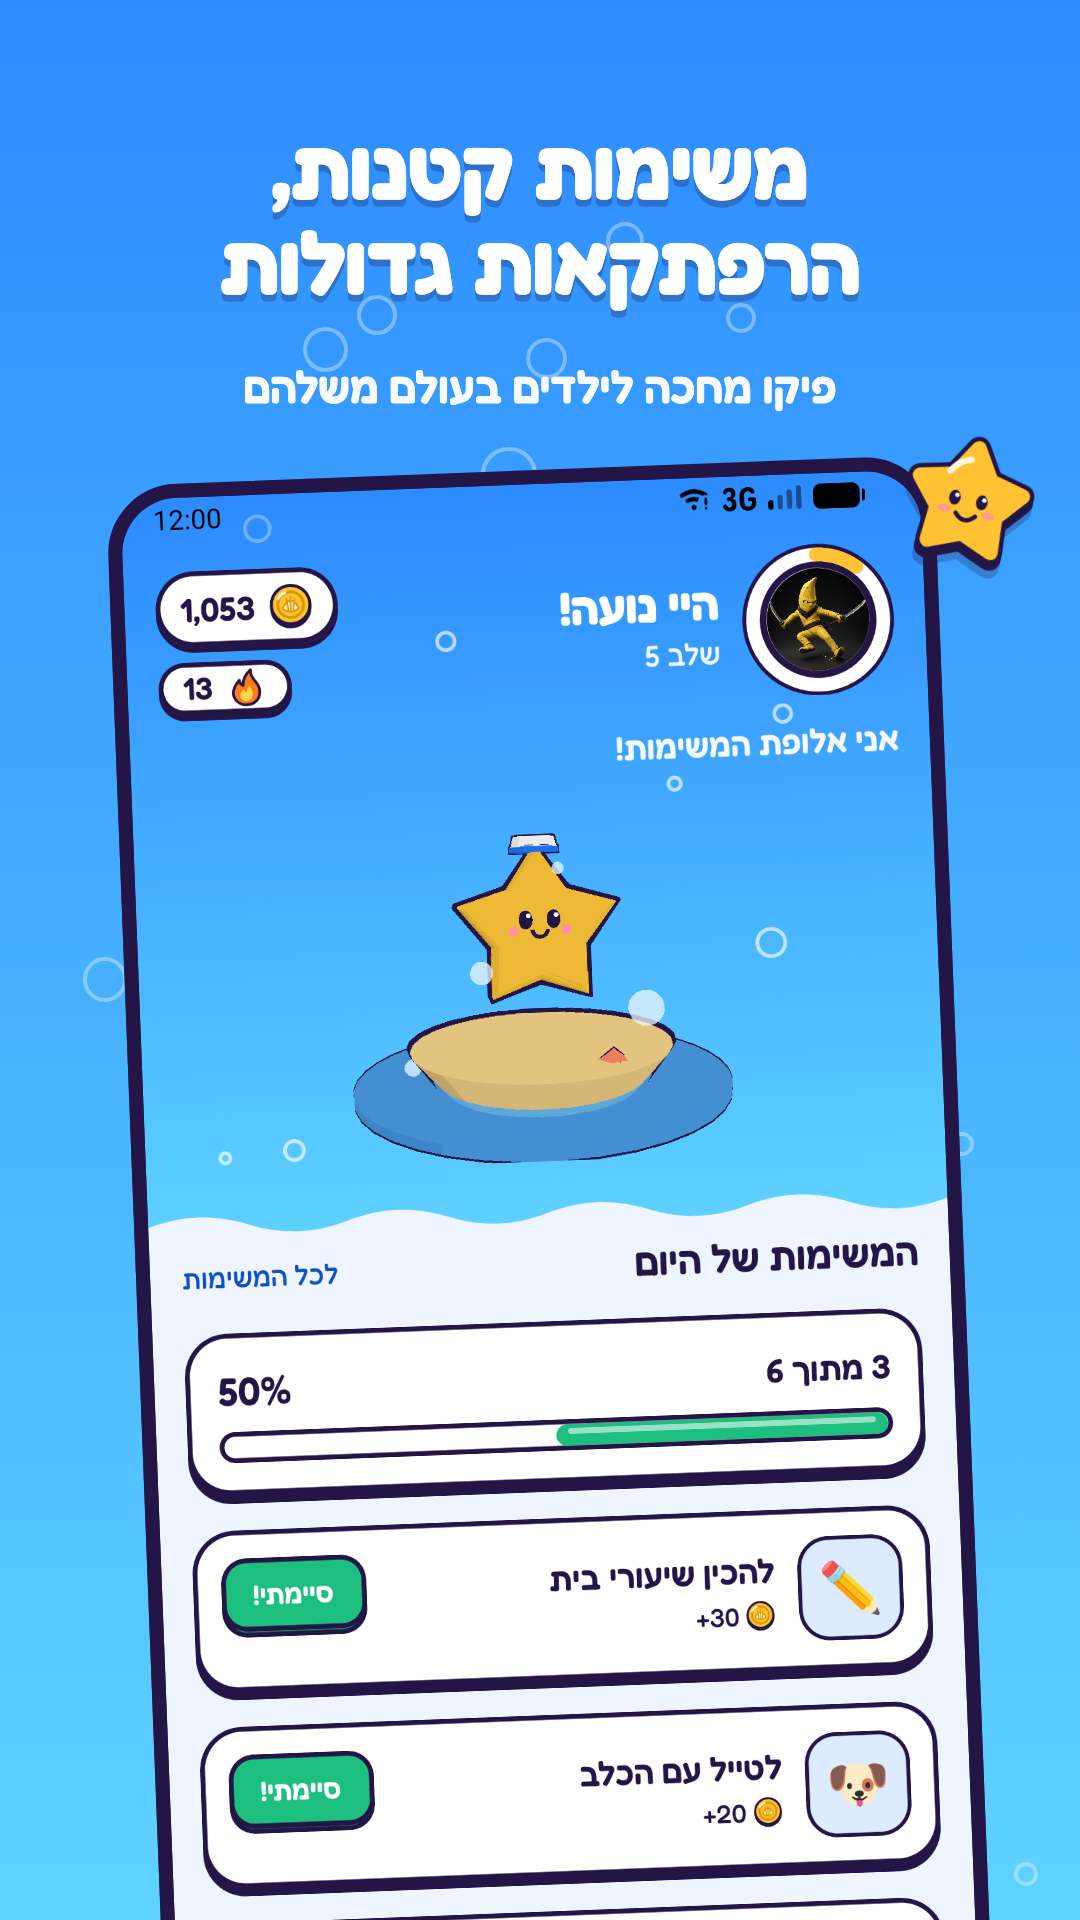 משימות קטנות,
הרפתקאות גדולות
פיקו מחכה לילדים בעולם משלהם
12:00
3G
היי נועה!
1,053
שלב 5
13
אני אלופת המשימות!
המשימות של היום
לכל המשימות
3 מתוך 6
50%
להכין שיעורי בית
+30
סיימתי!
לטייל עם הכלב
+20
סיימתי!